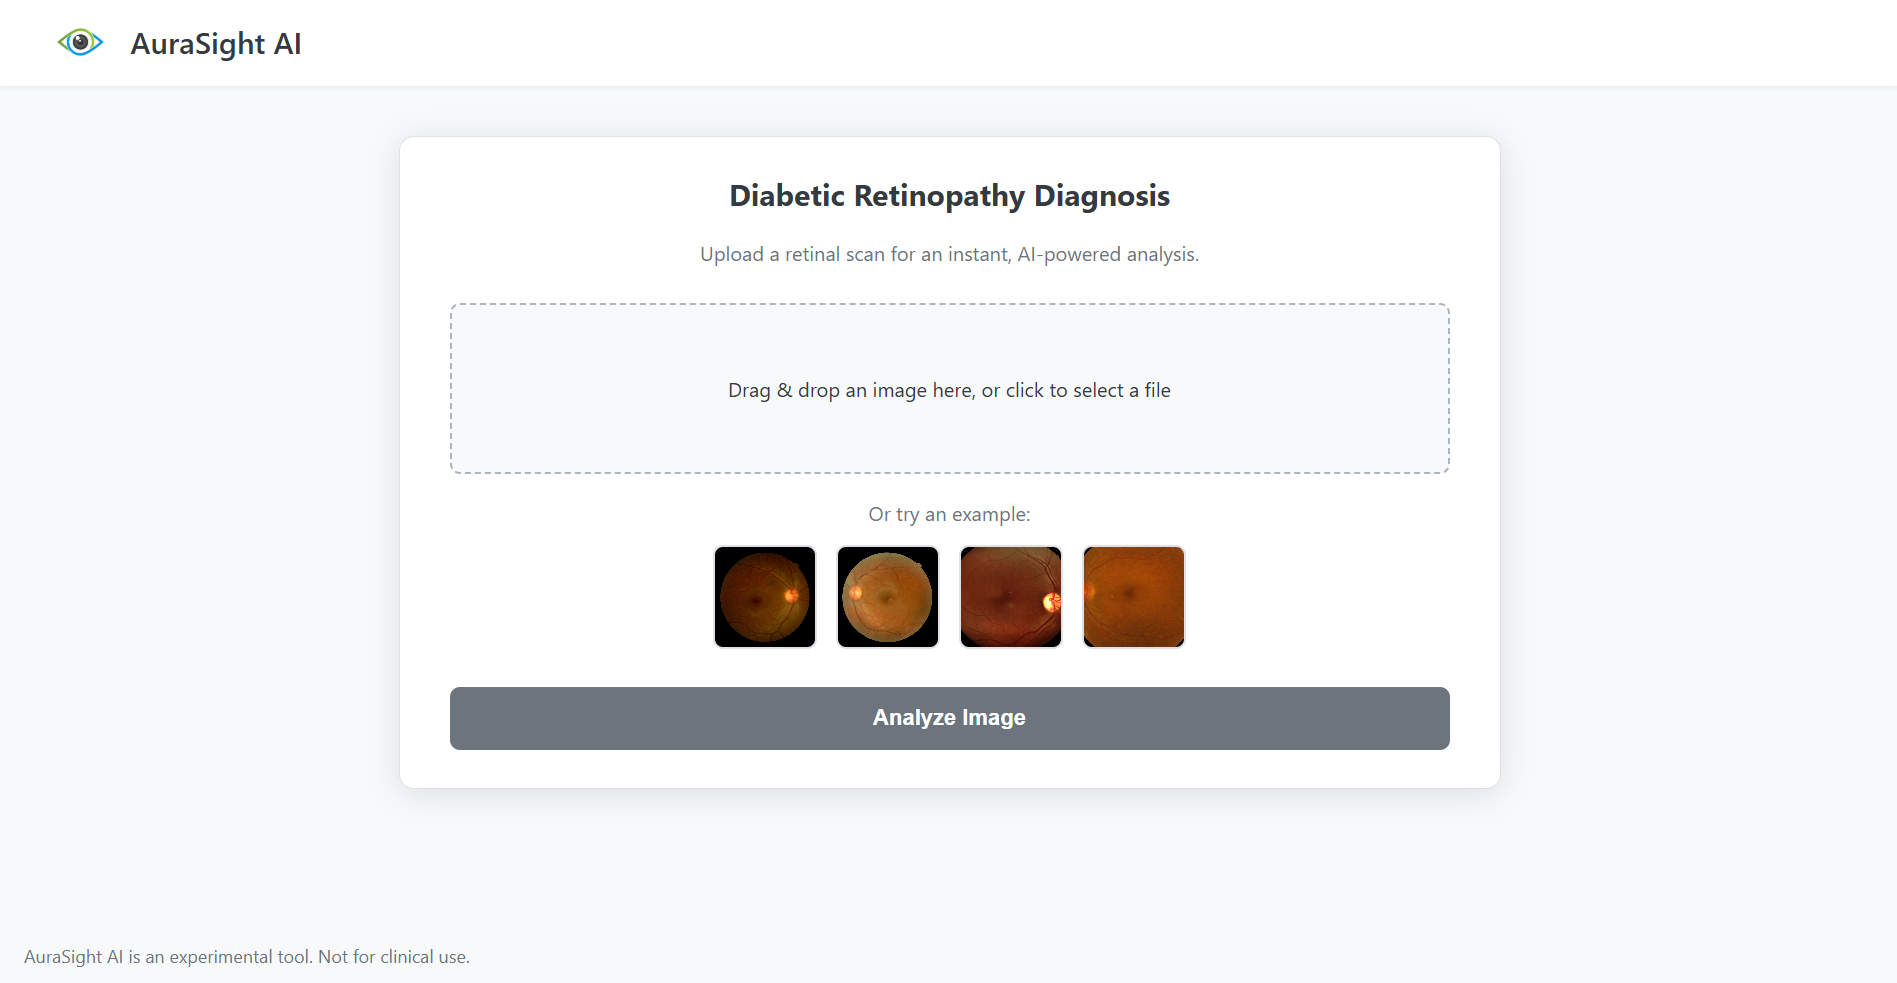 AuraSight AI
Diabetic Retinopathy Diagnosis
Upload a retinal scan for an instant, AI-powered analysis.
Drag & drop an image here, or click to select a file
Or try an example:
Analyze Image
AuraSight AI is an experimental tool. Not for clinical use.